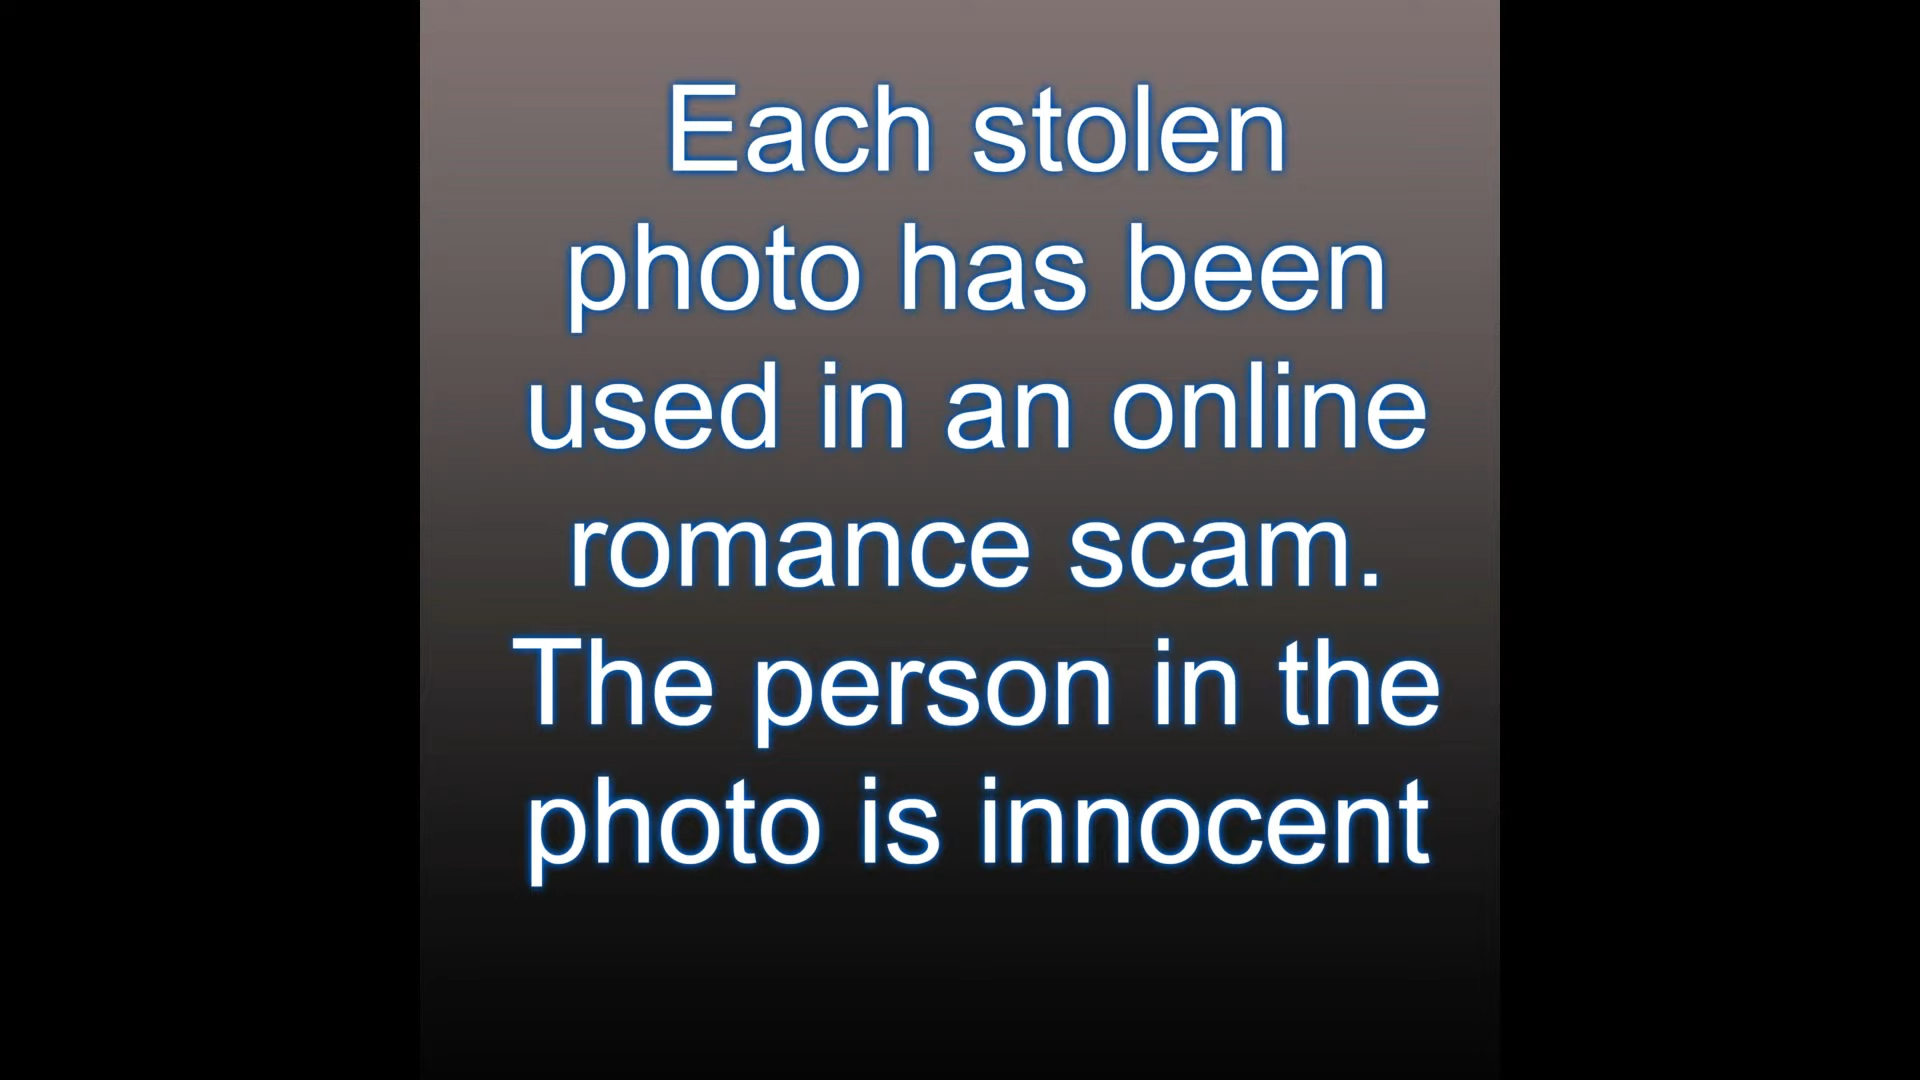 Each stolen
photo has been
used in an online
romance scam.
The person in the
photo is innocent